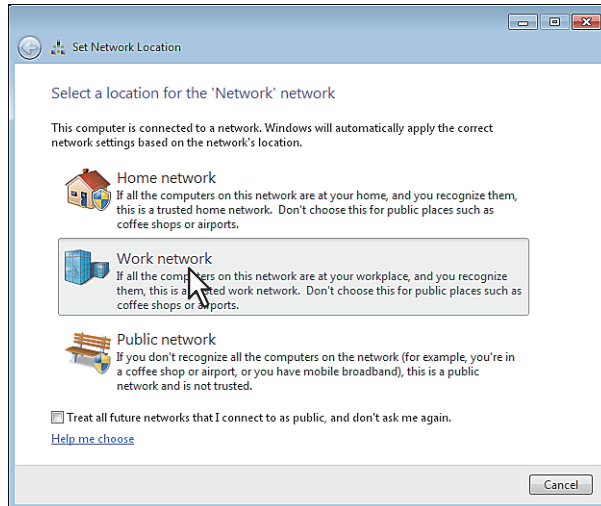 Set Network Location
Select a location for the 'Network' network
This computer is connected to a network. Windows will automatically apply the correct
network settings based on the network's location.
Home network
If all the computers on this network are at your home, and you recognize them,
this is a trusted home network.  Don't choose this for public places such as
coffee shops or airports.
Work network
If all the computers on this network are at your workplace, and you recognize
them, this is a trusted work network.  Don't choose this for public places such as
coffee shops or airports.
Public network
If you don't recognize all the computers on the network (for example, you're in
a coffee shop or airport, or you have mobile broadband), this is a public
network and is not trusted.
Treat all future networks that I connect to as public, and don't ask me again.
Help me choose
Cancel